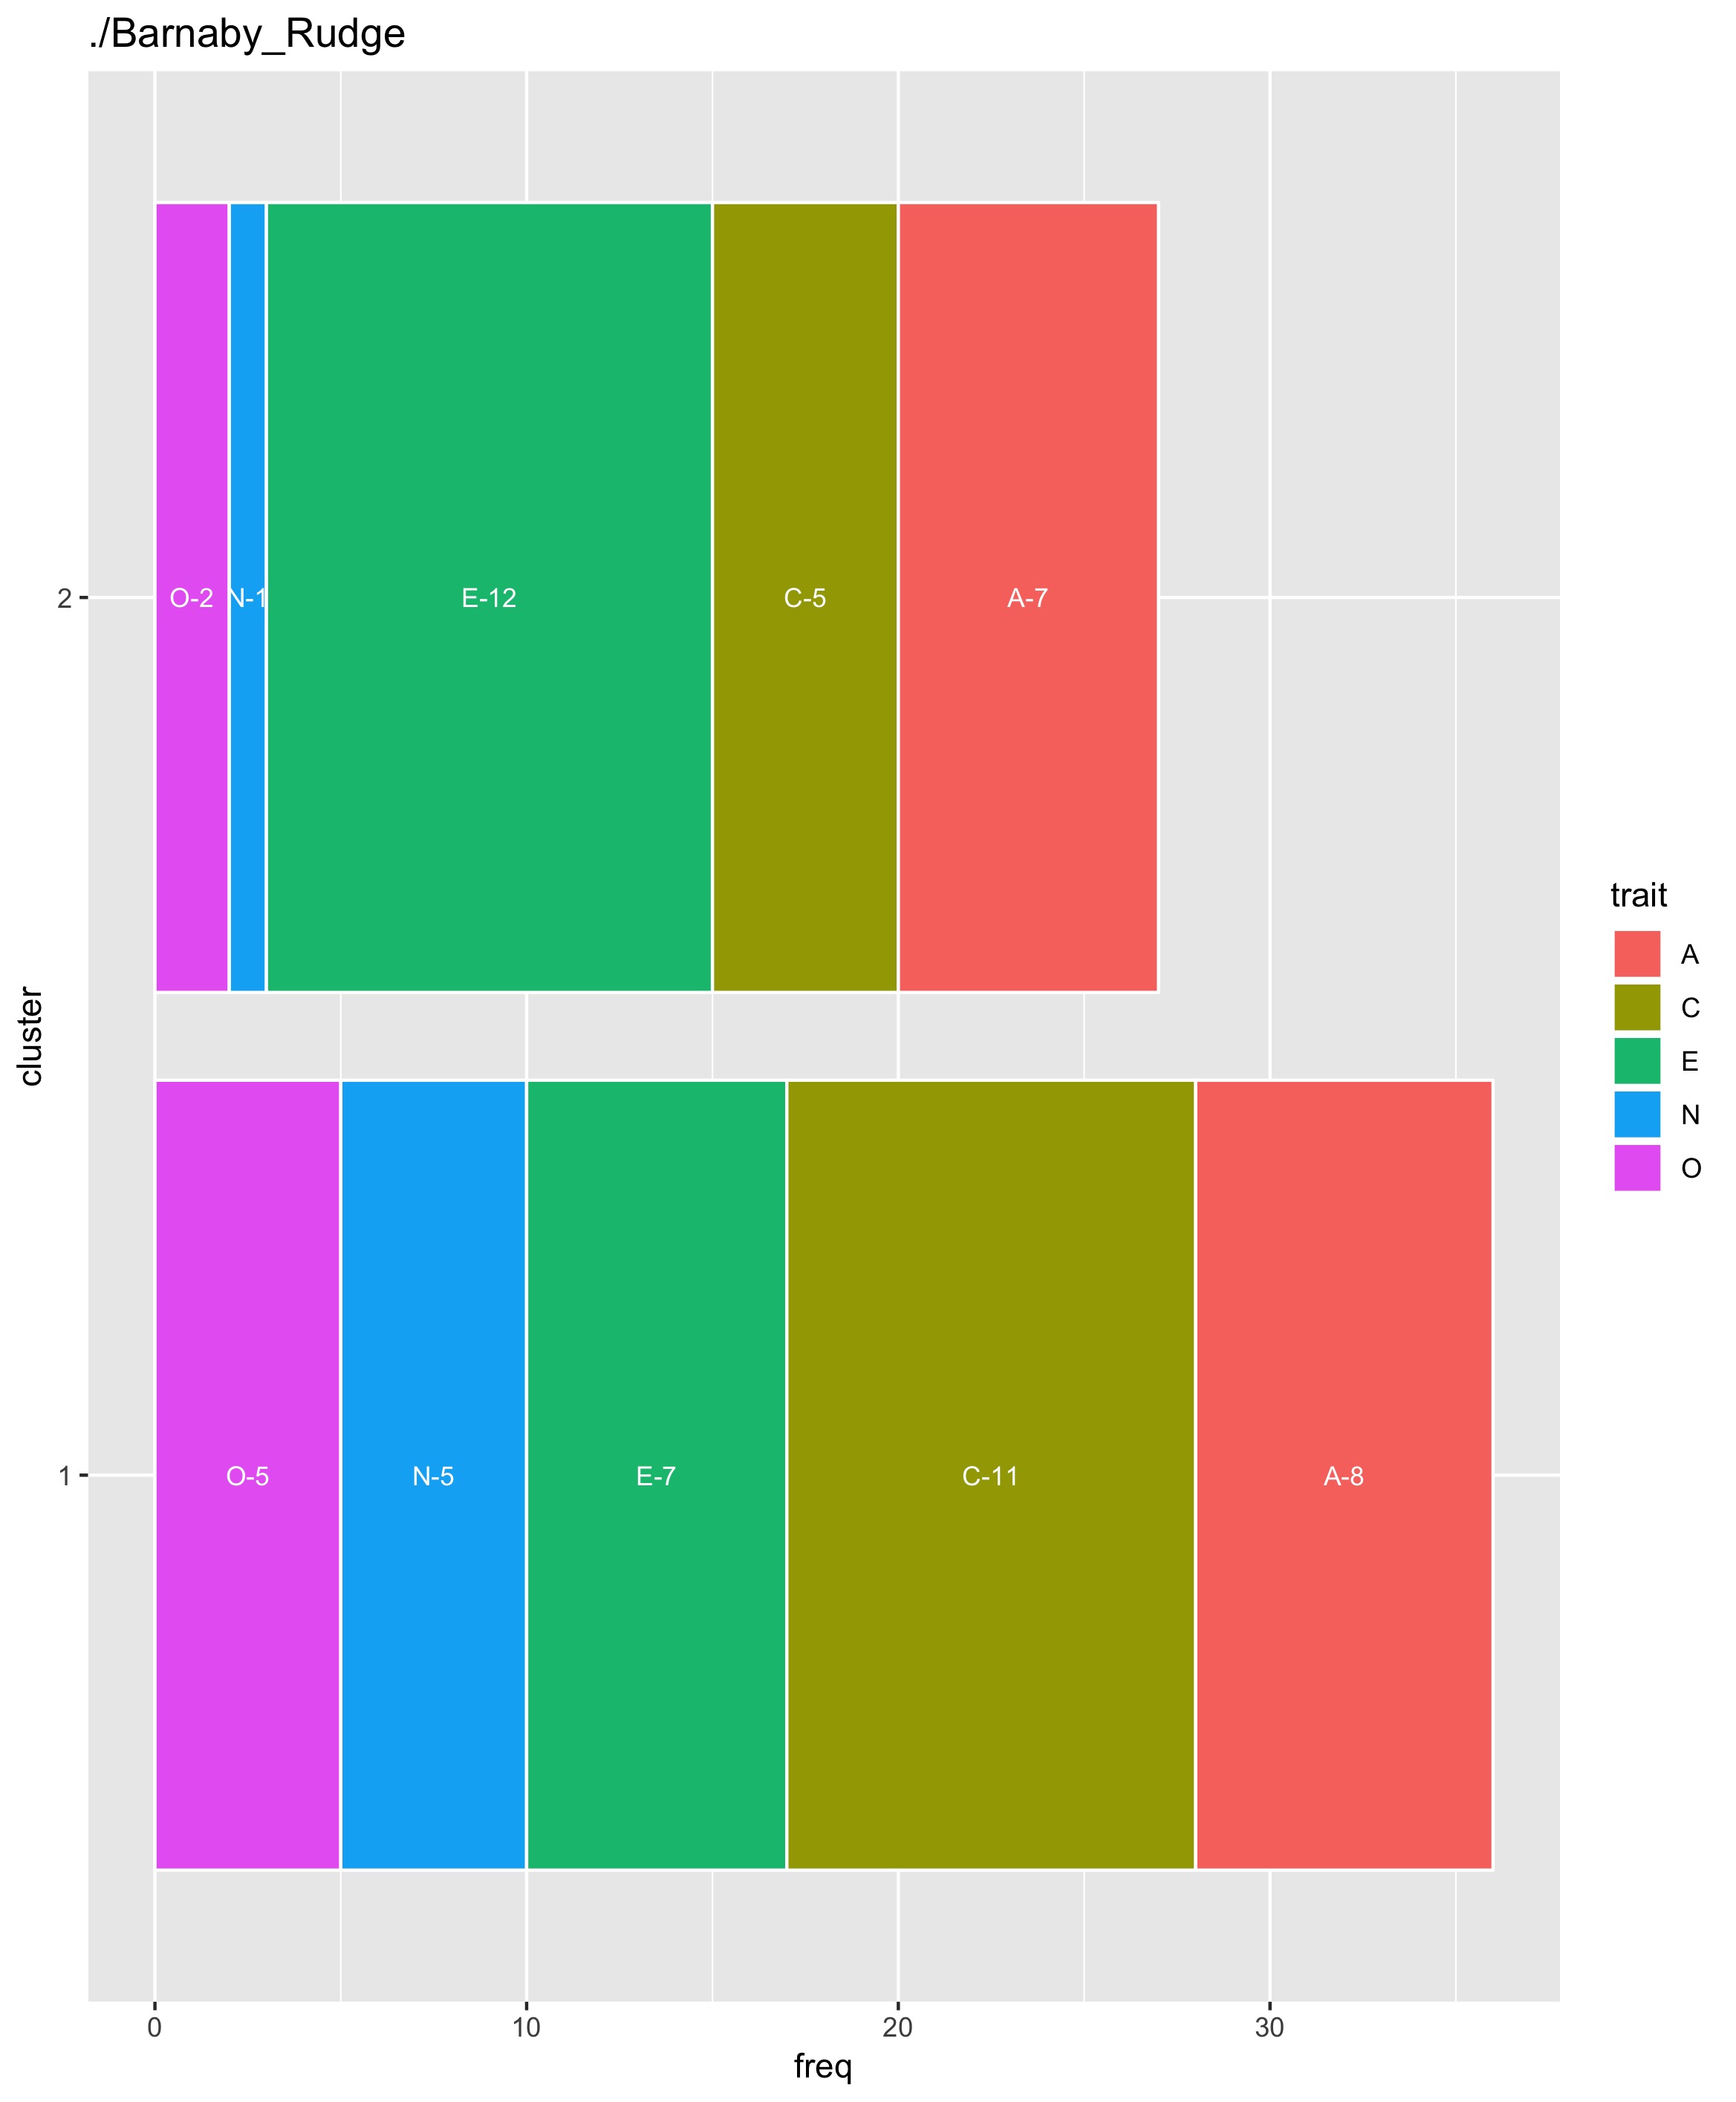 ./Barnaby_Rudge
cluster
2
O-2 N-1 E-12 C-5 A-7
1
O-5 N-5 E-7 C-11 A-8
0 10 20 30
freq
trait
A
C
E
N
O